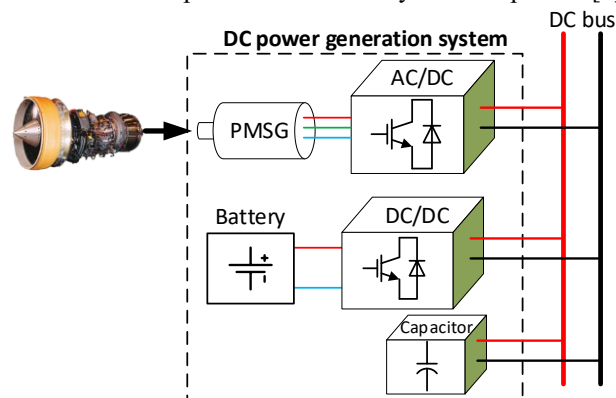 DC bus
DC power generation system
AC/DC
PMSG
Battery
DC/DC
Capacitor